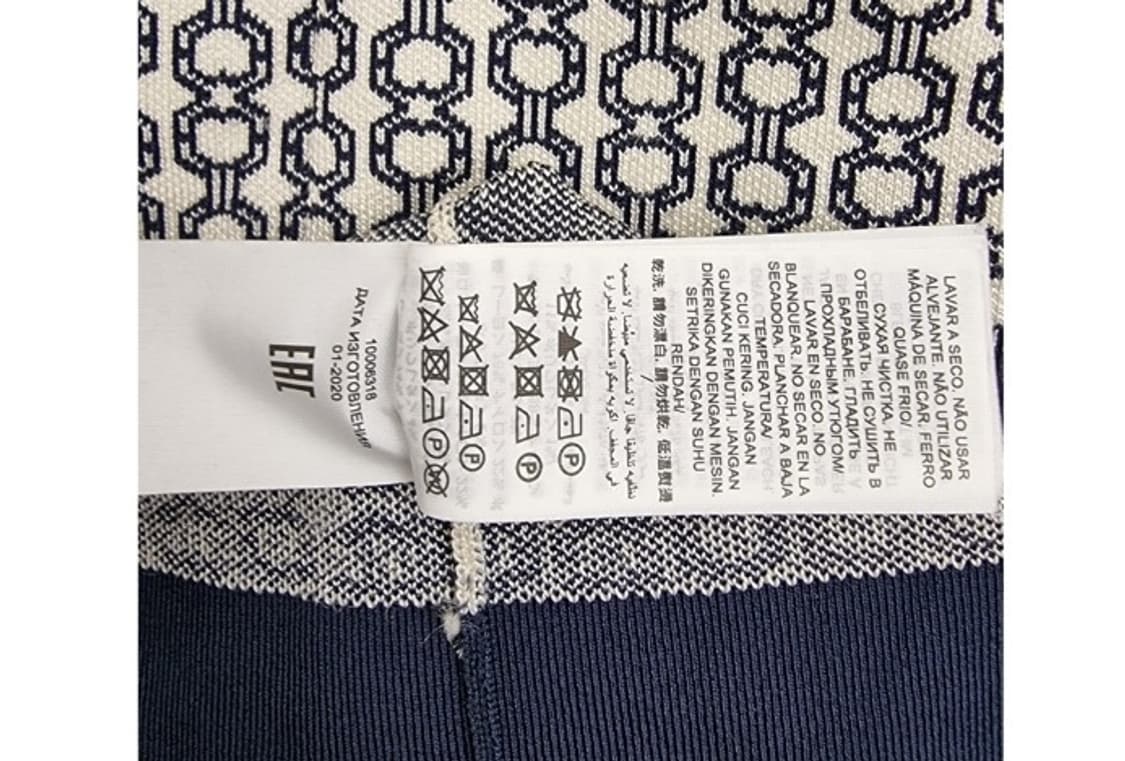 LAVAR A SECO. NÃO USAR
ALVEJANTE. NÃO UTILIZAR
MÁQUINA DE SECAR. FERRO
QUASE FRIO/
СУХАЯ ЧИСТКА. НЕ
ОТБЕЛИВАТЬ. НЕ СУШИТЬ В
БАРАБАНЕ. ГЛАДИТЬ
ПРОХЛАДНЫМ УТЮГОМ/
LAVAR EN SECO. NO
BLANQUEAR. NO SECAR EN LA
SECADORA. PLANCHAR A BAJA
TEMPERATURA/
CUCI KERING. JANGAN
GUNAKAN PEMUTIH. JANGAN
DIKERINGKAN DENGAN MESIN.
SETRIKA DENGAN SUHU
RENDAH/
乾洗. 請勿漂白. 請勿烘乾. 低溫熨燙
/
P
P
P
P
10006318
ДАТА ИЗГОТОВЛЕНИЯ
01-2020
EAC